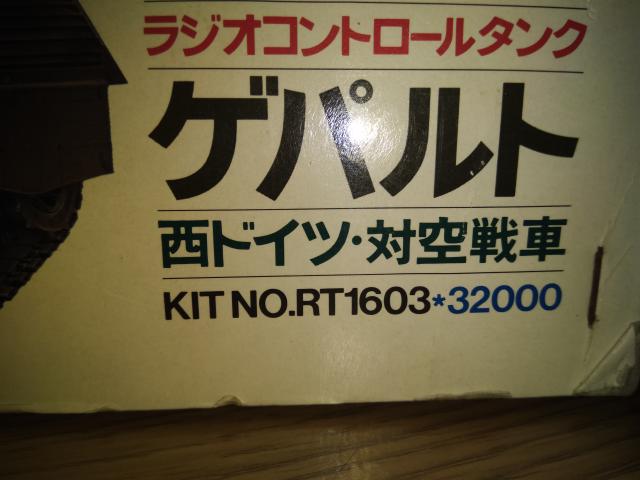 ラジオコントロールタンク
ゲパルト
西ドイツ・対空戦車
KIT NO.RT1603*32000